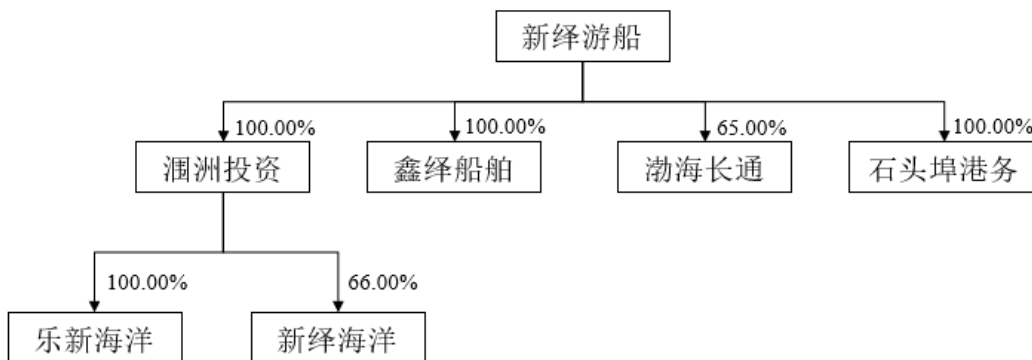 新绎游船
100.00%
100.00%
65.00%
100.00%
涠洲投资
鑫绎船舶
渤海长通
石头埠港务
100.00%
66.00%
乐新海洋
新绎海洋